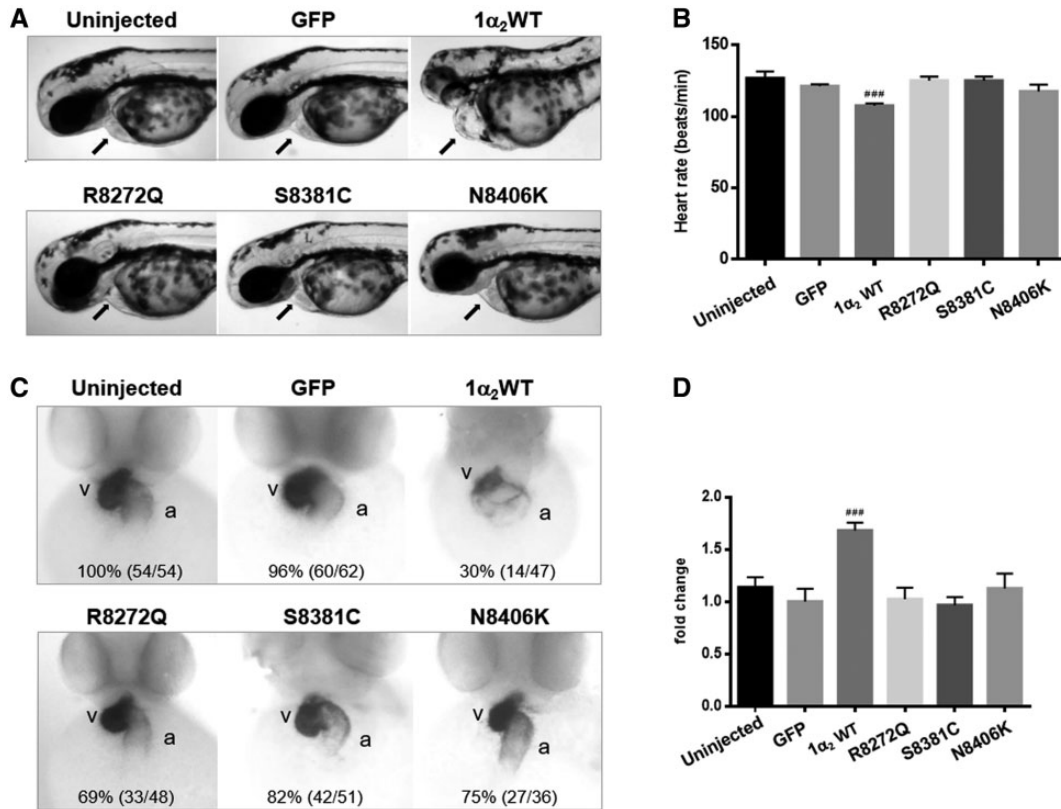 A
Uninjected GFP 1α₂WT
R8272Q S8381C N8406K
L
B
Heart rate (beats/min)
150
100
50
0
###
Uninjected
GFP
1α₂ WT
R8272Q
S8381C
N8406K
C
Uninjected GFP 1α₂WT
v a v a v a
100% (54/54) 96% (60/62) 30% (14/47)
R8272Q S8381C N8406K
v a v a v a
69% (33/48) 82% (42/51) 75% (27/36)
D
fold change
2.0
1.5
1.0
0.5
0.0
###
Uninjected
GFP
1α₂ WT
R8272Q
S8381C
N8406K